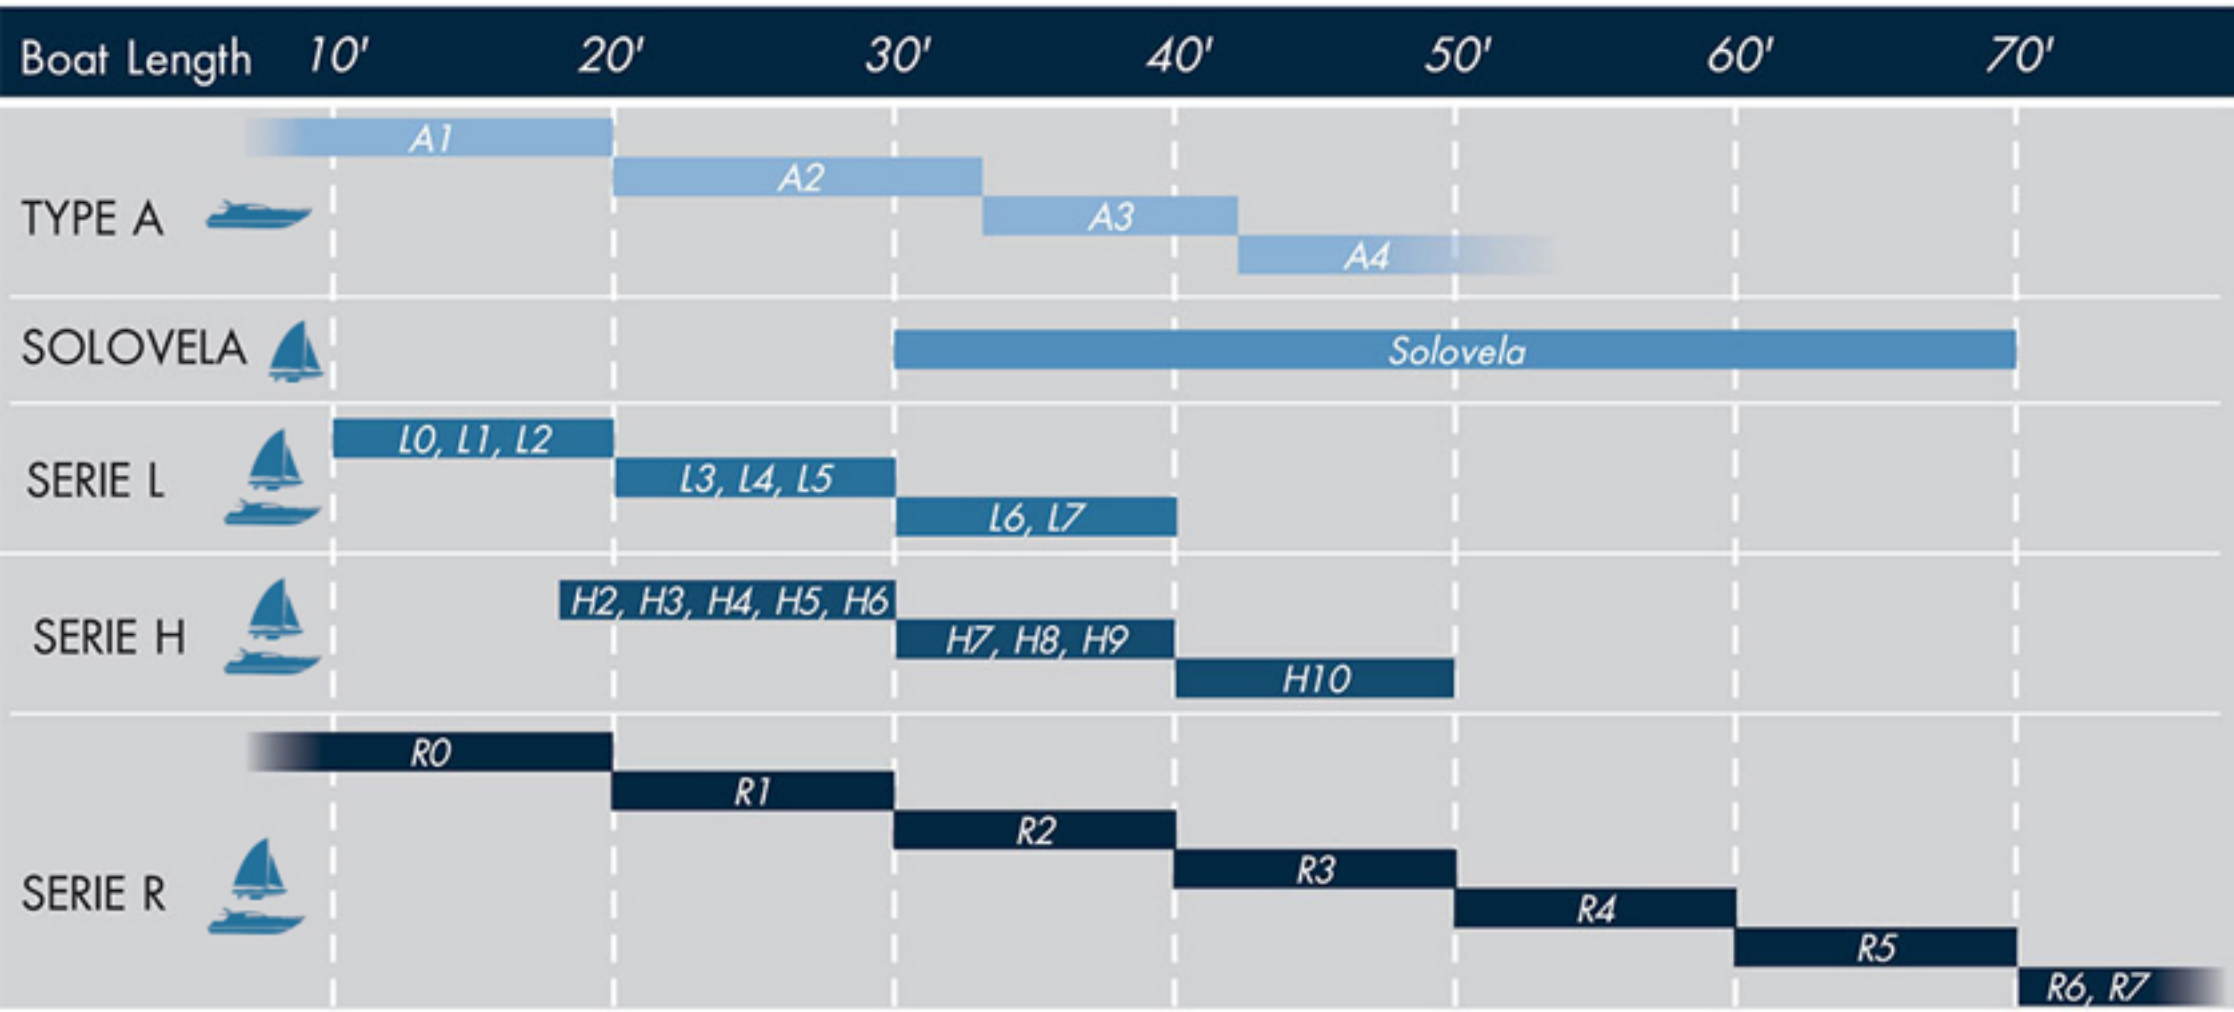 Boat Length 10' 20' 30' 40' 50' 60' 70'
A1
A2
TYPE A
A3
A4
SOLOVELA
Solovela
L0, L1, L2
SERIE L
L3, L4, L5
L6, L7
H2, H3, H4, H5, H6
SERIE H
H7, H8, H9
H10
R0
R1
R2
R3
SERIE R
R4
R5
R6, R7